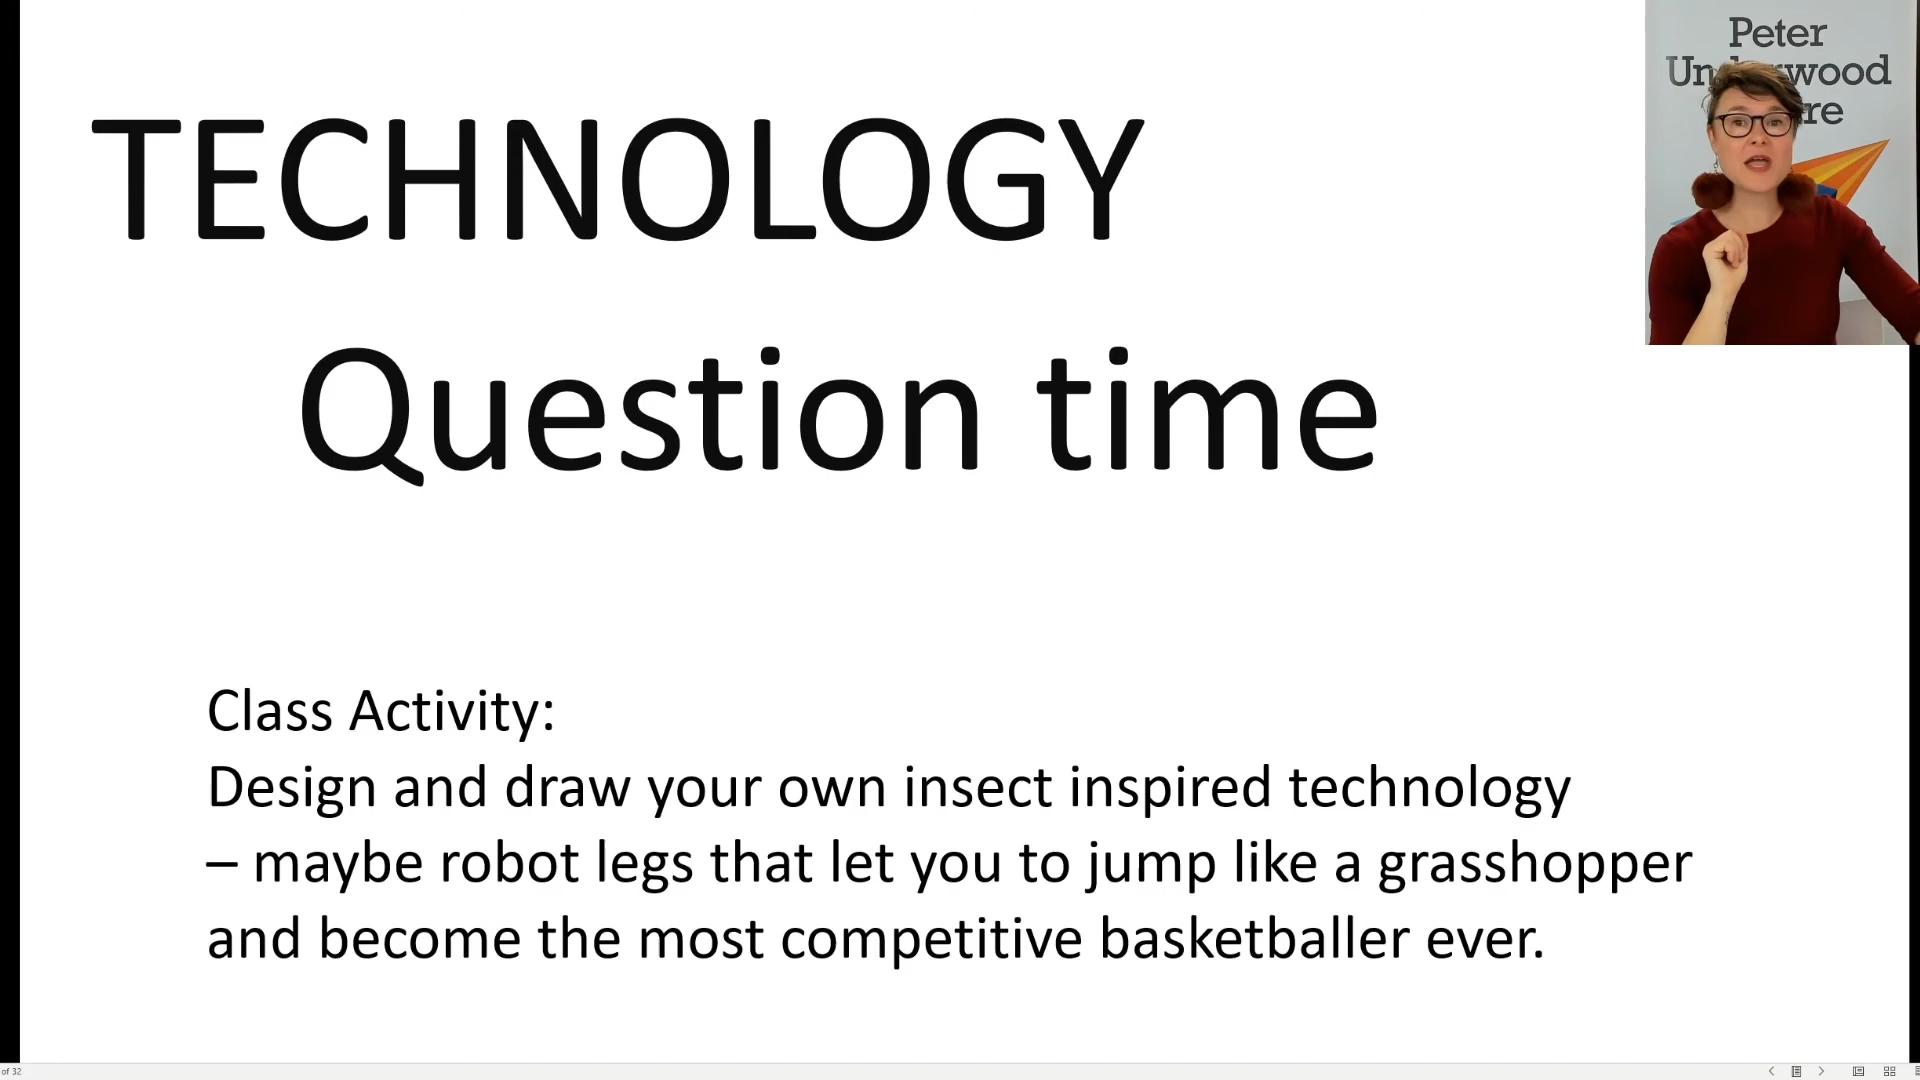 TECHNOLOGY
Question time
Class Activity:
Design and draw your own insect inspired technology
– maybe robot legs that let you to jump like a grasshopper
and become the most competitive basketballer ever.
Peter
of 32